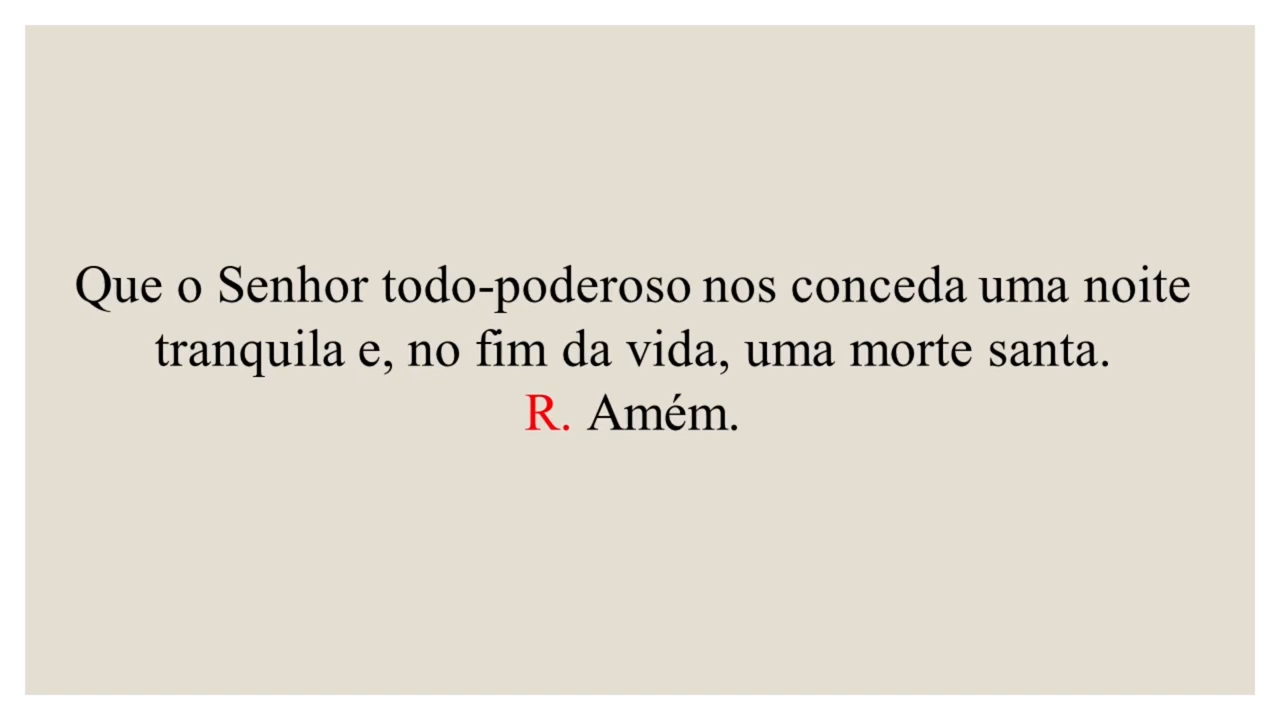 Que o Senhor todo-poderoso nos conceda uma noite
tranquila e, no fim da vida, uma morte santa.
R. Amém.